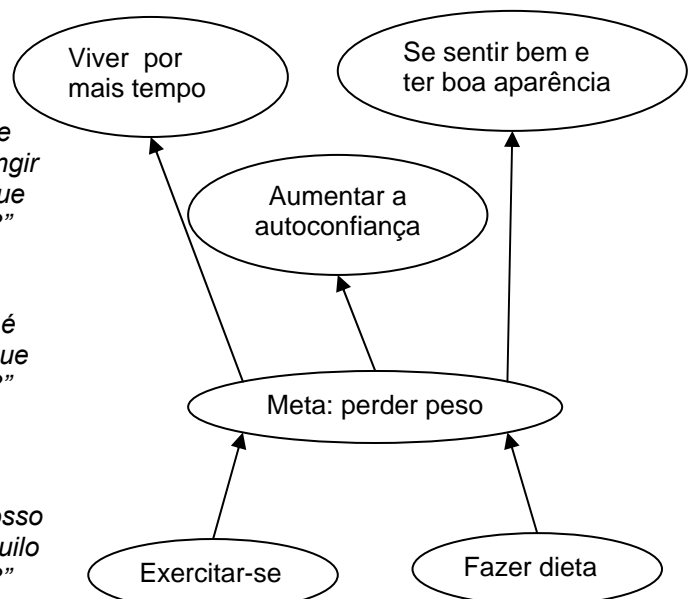 Viver por
mais tempo
Se sentir bem e
ter boa aparência
Aumentar a
autoconfiança
é
Meta: perder peso
Exercitar-se
Fazer dieta